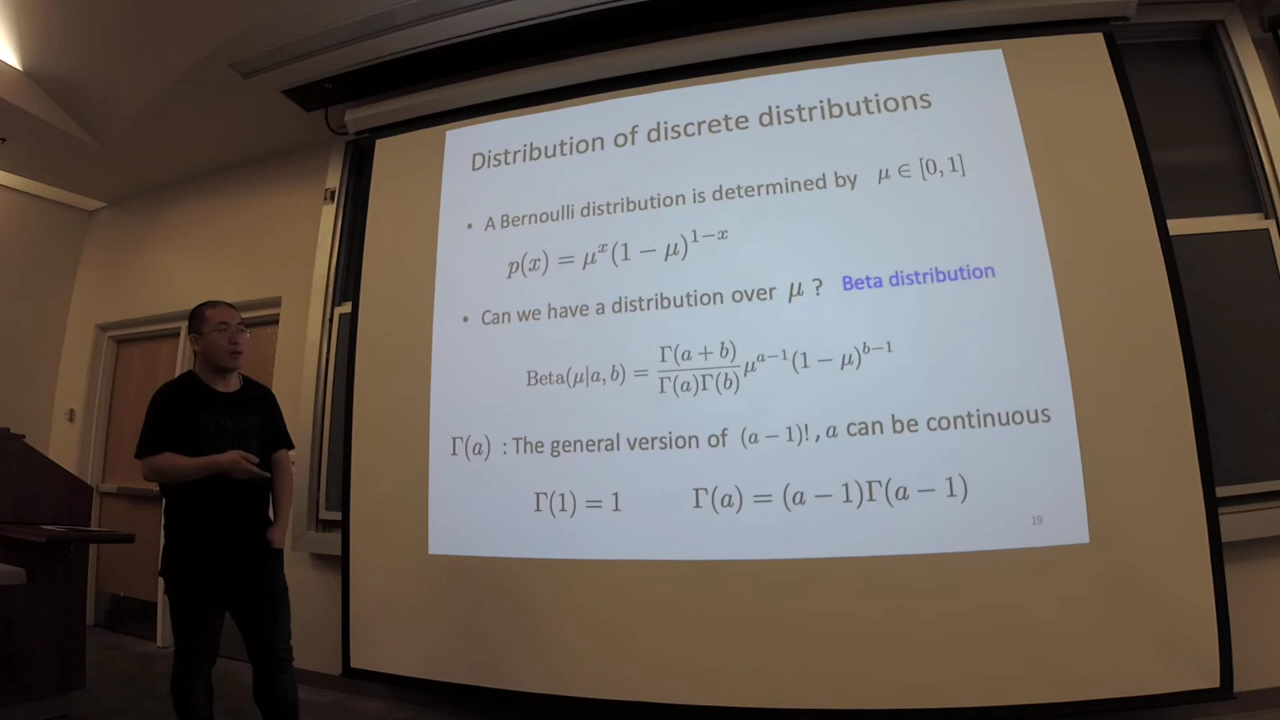 Distribution of discrete distributions
• A Bernoulli distribution is determined by μ ∈ [0, 1]
p(x) = μ^x(1 − μ)^{1−x}
• Can we have a distribution over μ ? Beta distribution
Beta(μ|a, b) = \frac{Γ(a + b)}{Γ(a)Γ(b)} μ^{a−1}(1 − μ)^{b−1}
Γ(a) : The general version of (a − 1)! , a can be continuous
Γ(1) = 1 Γ(a) = (a − 1)Γ(a − 1)
19